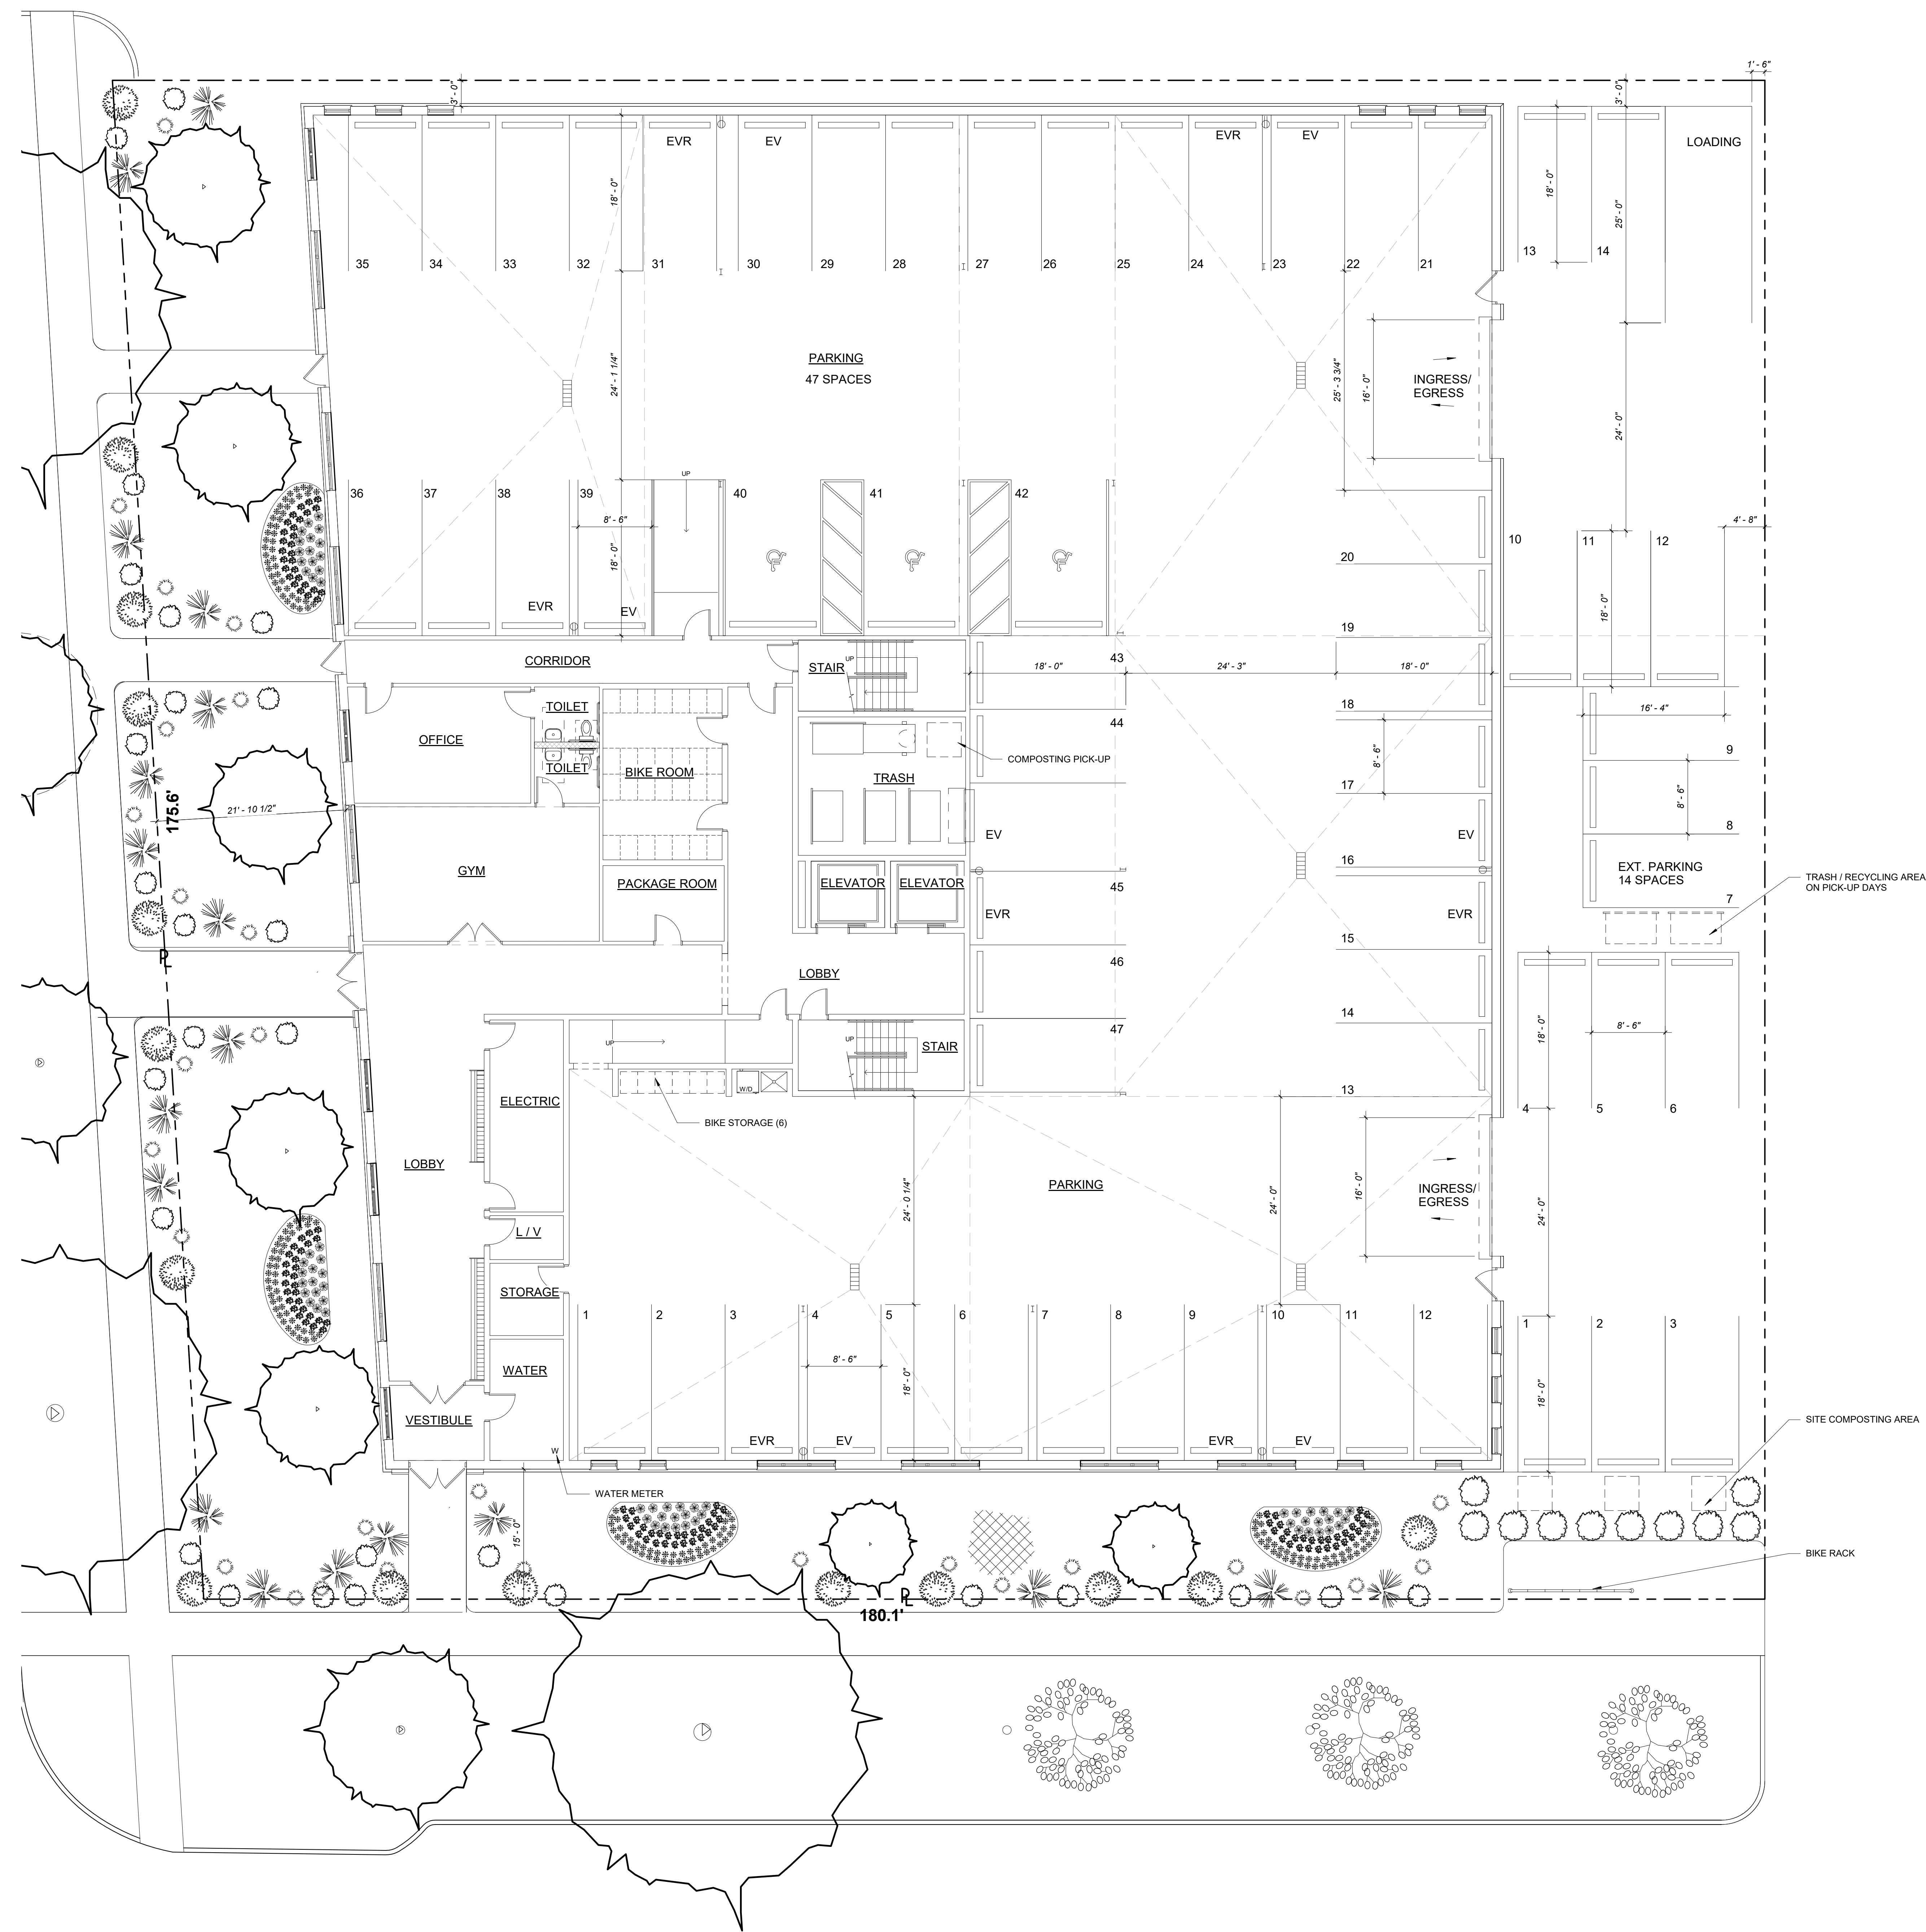 1' - 6"
3' - 0"
3' - 0"
LOADING
EVR
EV
EVR
EV
18' - 0"
18' - 0"
25' - 0"
35
34
33
32
31
30
29
28
27
26
25
24
23
22
21
13
14
24' - 1 1/4"
PARKING
47 SPACES
25' - 3 3/4"
16' - 0"
INGRESS/
EGRESS
24' - 0"
UP
36
37
38
39
40
41
42
8' - 6"
18' - 0"
EVR
EV
4' - 8"
10
11
12
20
18' - 0"
19
CORRIDOR
STAIR
UP
43
18' - 0"
24' - 3"
18' - 0"
18
16' - 4"
TOILET
OFFICE
44
9
TOILET
BIKE ROOM
TRASH
COMPOSTING PICK-UP
8' - 6"
17
8' - 6"
175.6'
21' - 10 1/2"
EV
EV
8
16
GYM
PACKAGE ROOM
ELEVATOR
ELEVATOR
45
EXT. PARKING
14 SPACES
TRASH / RECYCLING AREA
ON PICK-UP DAYS
7
EVR
EVR
15
PL
46
LOBBY
14
47
8' - 6"
18' - 0"
UP
UP
STAIR
W/D
13
ELECTRIC
BIKE STORAGE (6)
4
5
6
LOBBY
PARKING
24' - 0 1/4"
24' - 0"
16' - 0"
INGRESS/
EGRESS
24' - 0"
L / V
STORAGE
1
2
3
4
5
6
7
8
9
10
11
12
1
2
3
8' - 6"
18' - 0"
18' - 0"
WATER
VESTIBULE
EVR
EV
EVR
EV
SITE COMPOSTING AREA
W
WATER METER
15' - 0"
BIKE RACK
PL
180.1'